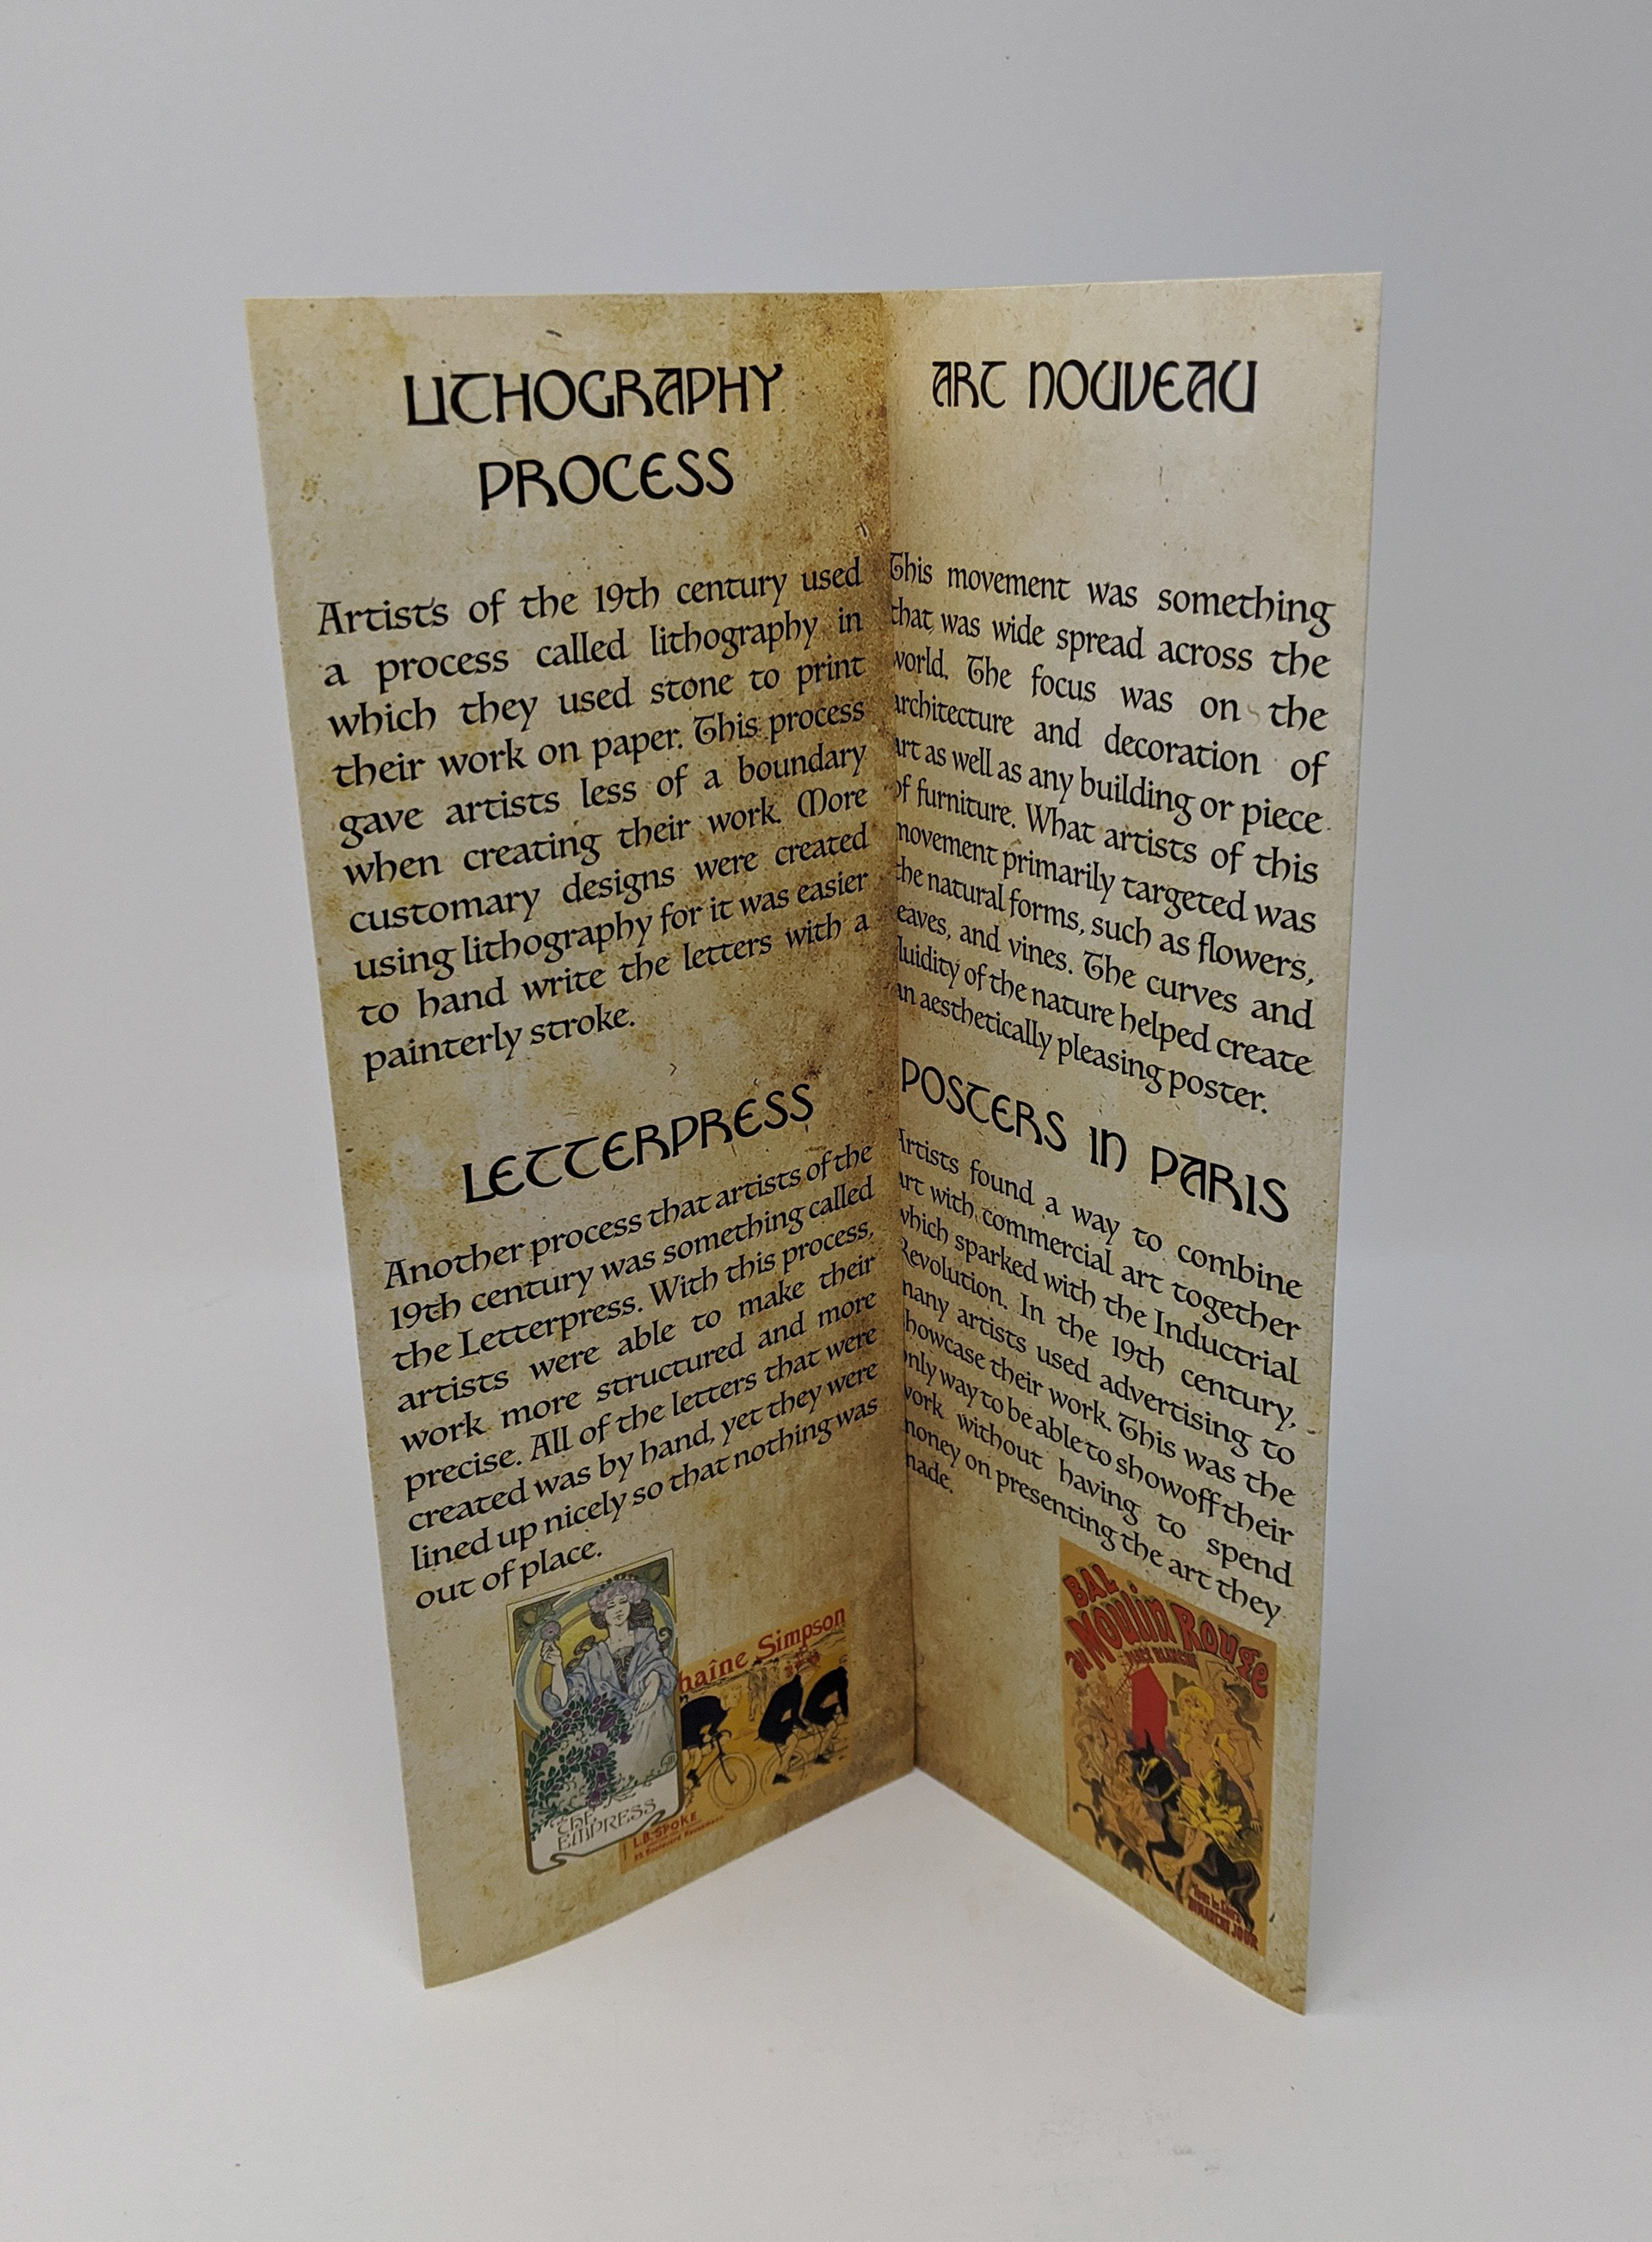 LITHOGRAPHY
PROCESS
Artists of the 19th century used
a process called lithography in
which they used stone to print
their work on paper. This process
gave artists less of a boundary
when creating their work. More
customary designs were created
using lithography for it was easier
to hand write the letters with a
painterly stroke.
LETTERPRESS
Another process that artists of the
19th century was something called
the Letterpress. With this process,
artists were able to make their
work more structured and more
precise. All of the letters that were
created was by hand, yet they were
lined up nicely so that nothing was
out of place.
THE
EMPRESS
haîne Simpson
L.B. SPOKE
ART NOUVEAU
This movement was something
that was wide spread across the
world. The focus was on the
architecture and decoration of
art as well as any building or piece
of furniture. What artists of this
movement primarily targeted was
the natural forms, such as flowers,
eaves, and vines. The curves and
luidity of the nature helped create
an aesthetically pleasing poster.
POSTERS IN PARIS
Artists found a way to combine
art with commercial art together
which sparked with the Inductrial
Revolution. In the 19th century,
many artists used advertising to
howcase their work. This was the
only way to be able to showoff their
work without having to spend
money on presenting the art they
made.
BAL
au Moulin Rouge
PLACE BLANCHE
DIMANCHE JOUR